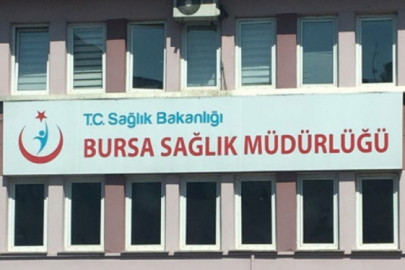 T.C. Sağlık Bakanlığı
BURSA SAĞLIK MÜDÜRLÜĞÜ